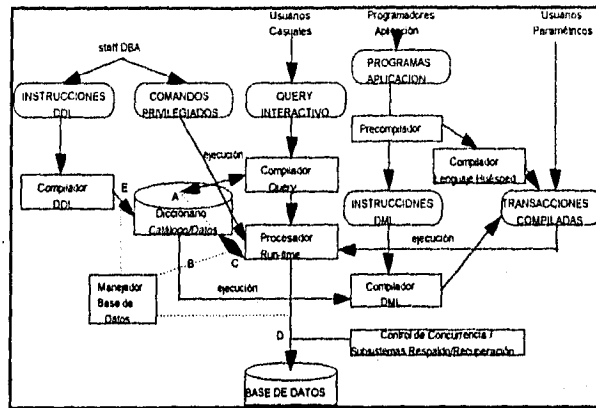 Usuarios
Casuales
Programadores
Aplicación
Usuarios
Paramétricos
staff DBA
PROGRAMAS
APLICACION
INSTRUCCIONES
DDL
COMANDOS
PRIVILEGIADOS
QUERY
INTERACTIVO
Precompilador
ejecución
Compilador
Lenguaje Huésped
Compilador
DDL
E
A
Compilador
Query
Diccionario
Catálogo/Datos
INSTRUCCIONES
DML
TRANSACCIONES
COMPILADAS
Procesador
Run-time
ejecución
B
C
Manejador
Base de
Datos
ejecución
Compilador
DML
D
Control de Concurrencia /
Subsistemas Respaldo/Recuperación
BASE DE DATOS